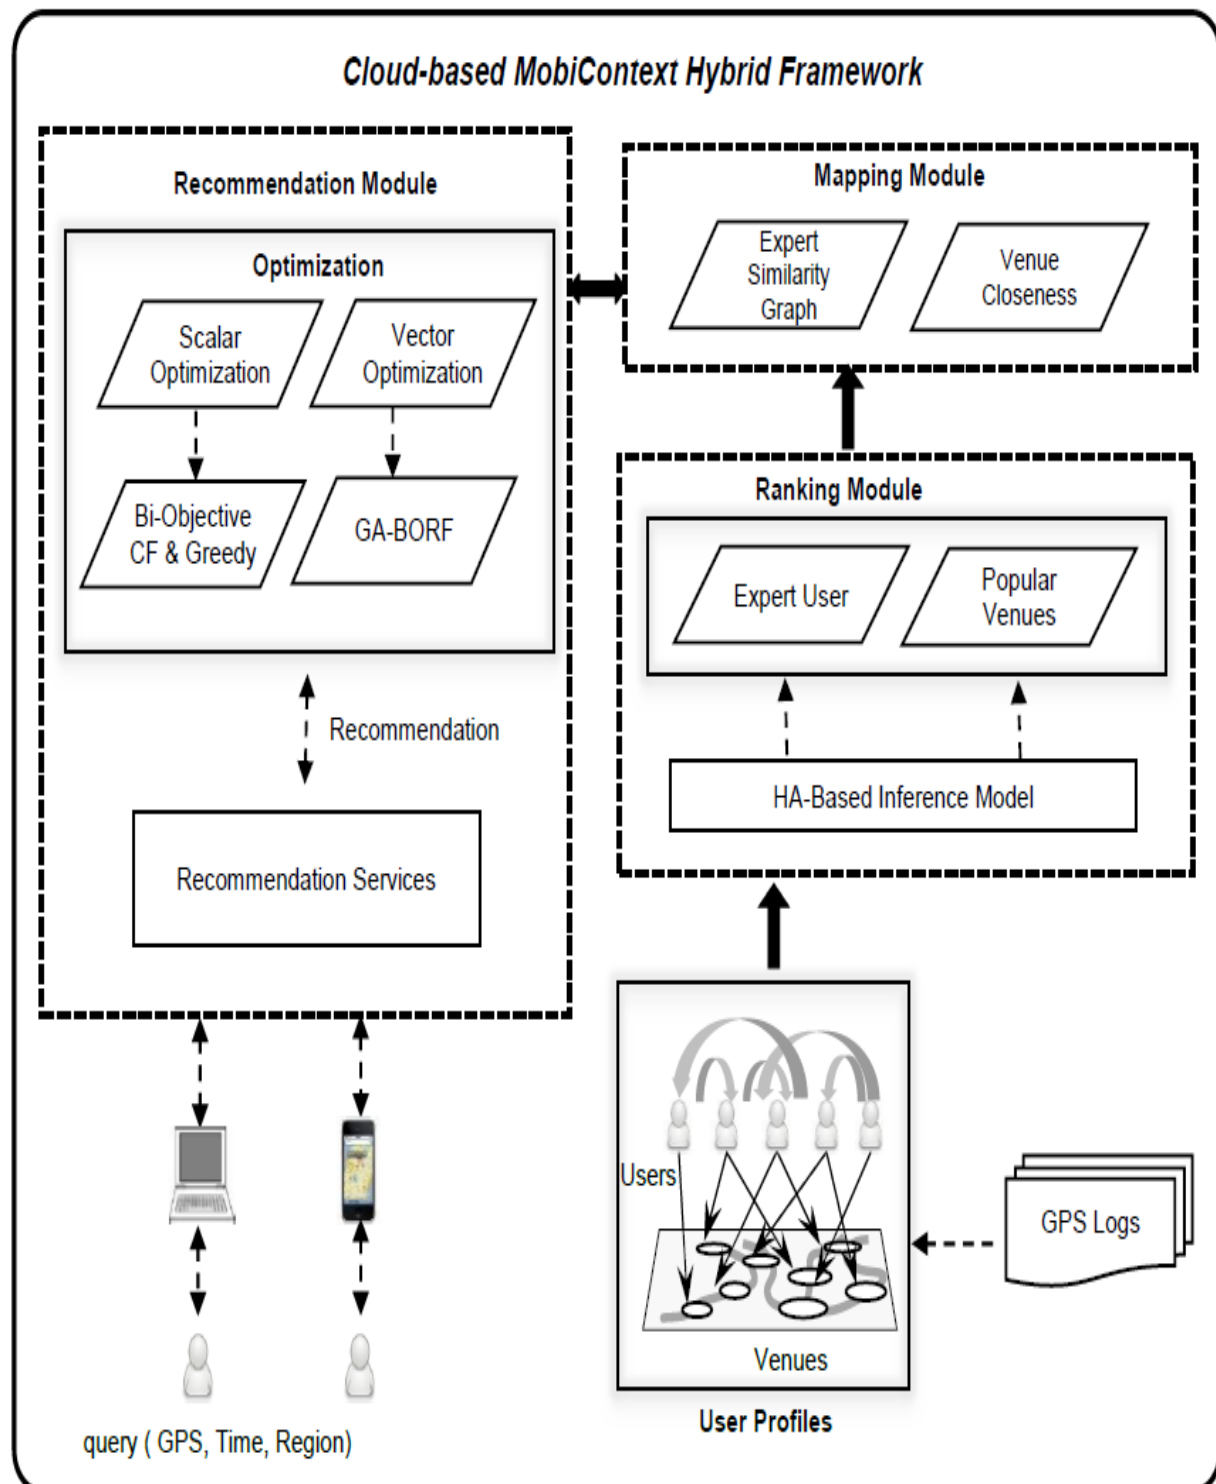 Cloud-based MobiContext Hybrid Framework
Recommendation Module
Optimization
Scalar
Optimization
Vector
Optimization
Bi-Objective
CF & Greedy
GA-BORF
Recommendation
Recommendation Services
query ( GPS, Time, Region)
Mapping Module
Expert
Similarity
Graph
Venue
Closeness
Ranking Module
Expert User
Popular
Venues
HA-Based Inference Model
Users
Venues
User Profiles
GPS Logs